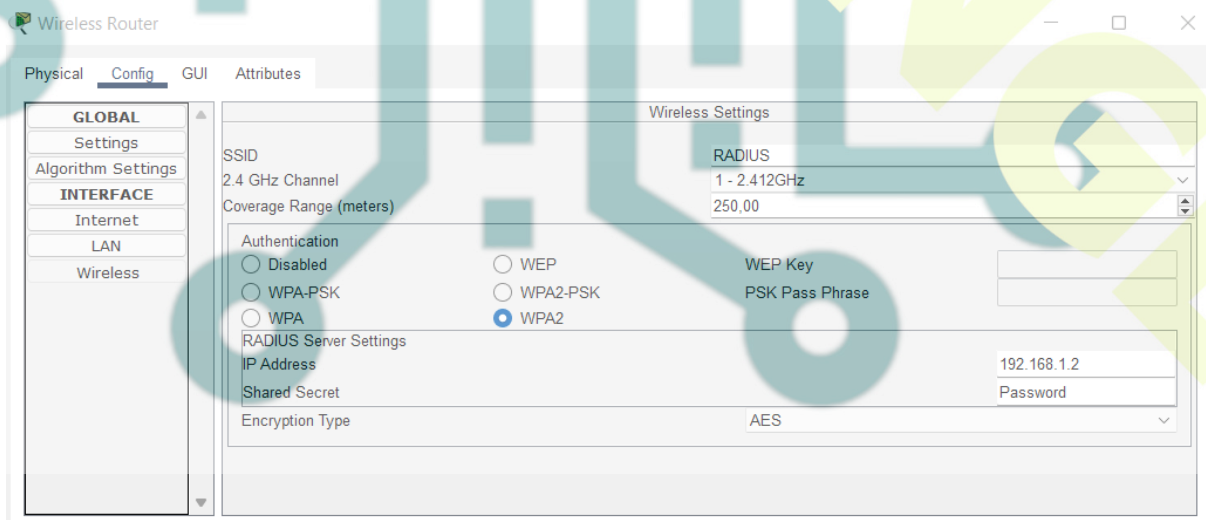 Wireless Router
Physical Config GUI Attributes
GLOBAL
Settings
Algorithm Settings
INTERFACE
Internet
LAN
Wireless
Wireless Settings
SSID RADIUS
2.4 GHz Channel 1 - 2.412GHz
Coverage Range (meters) 250,00
Authentication
Disabled WEP WEP Key
WPA-PSK WPA2-PSK PSK Pass Phrase
WPA WPA2
RADIUS Server Settings
IP Address 192.168.1.2
Shared Secret Password
Encryption Type AES